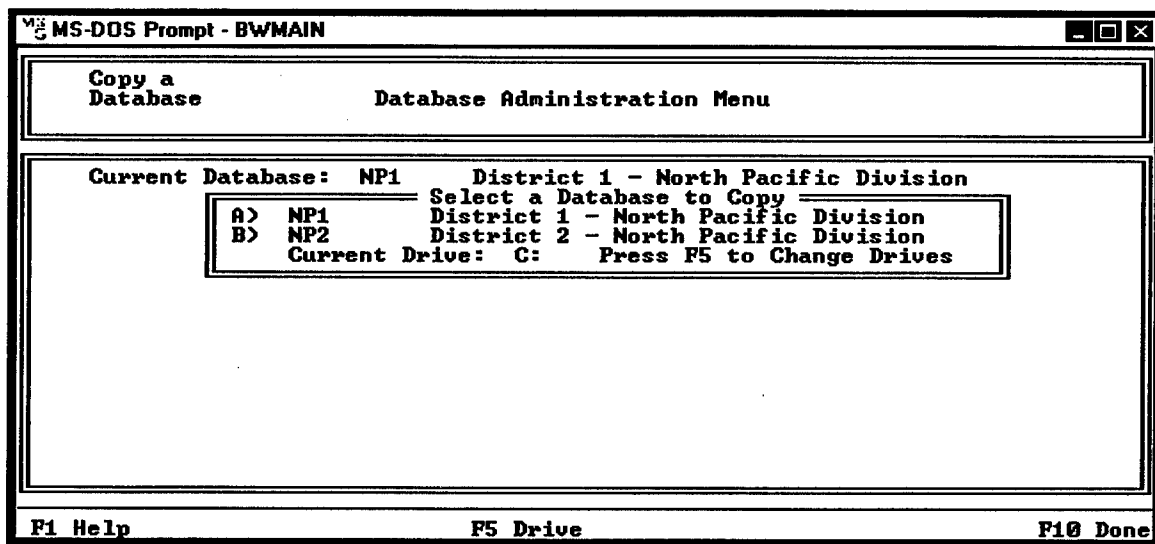 MS-DOS Prompt - BWMAIN
Copy a
Database Database Administration Menu
Current Database: NP1 District 1 - North Pacific Division
Select a Database to Copy
A> NP1 District 1 - North Pacific Division
B> NP2 District 2 - North Pacific Division
Current Drive: C: Press F5 to Change Drives
F1 Help F5 Drive F10 Done